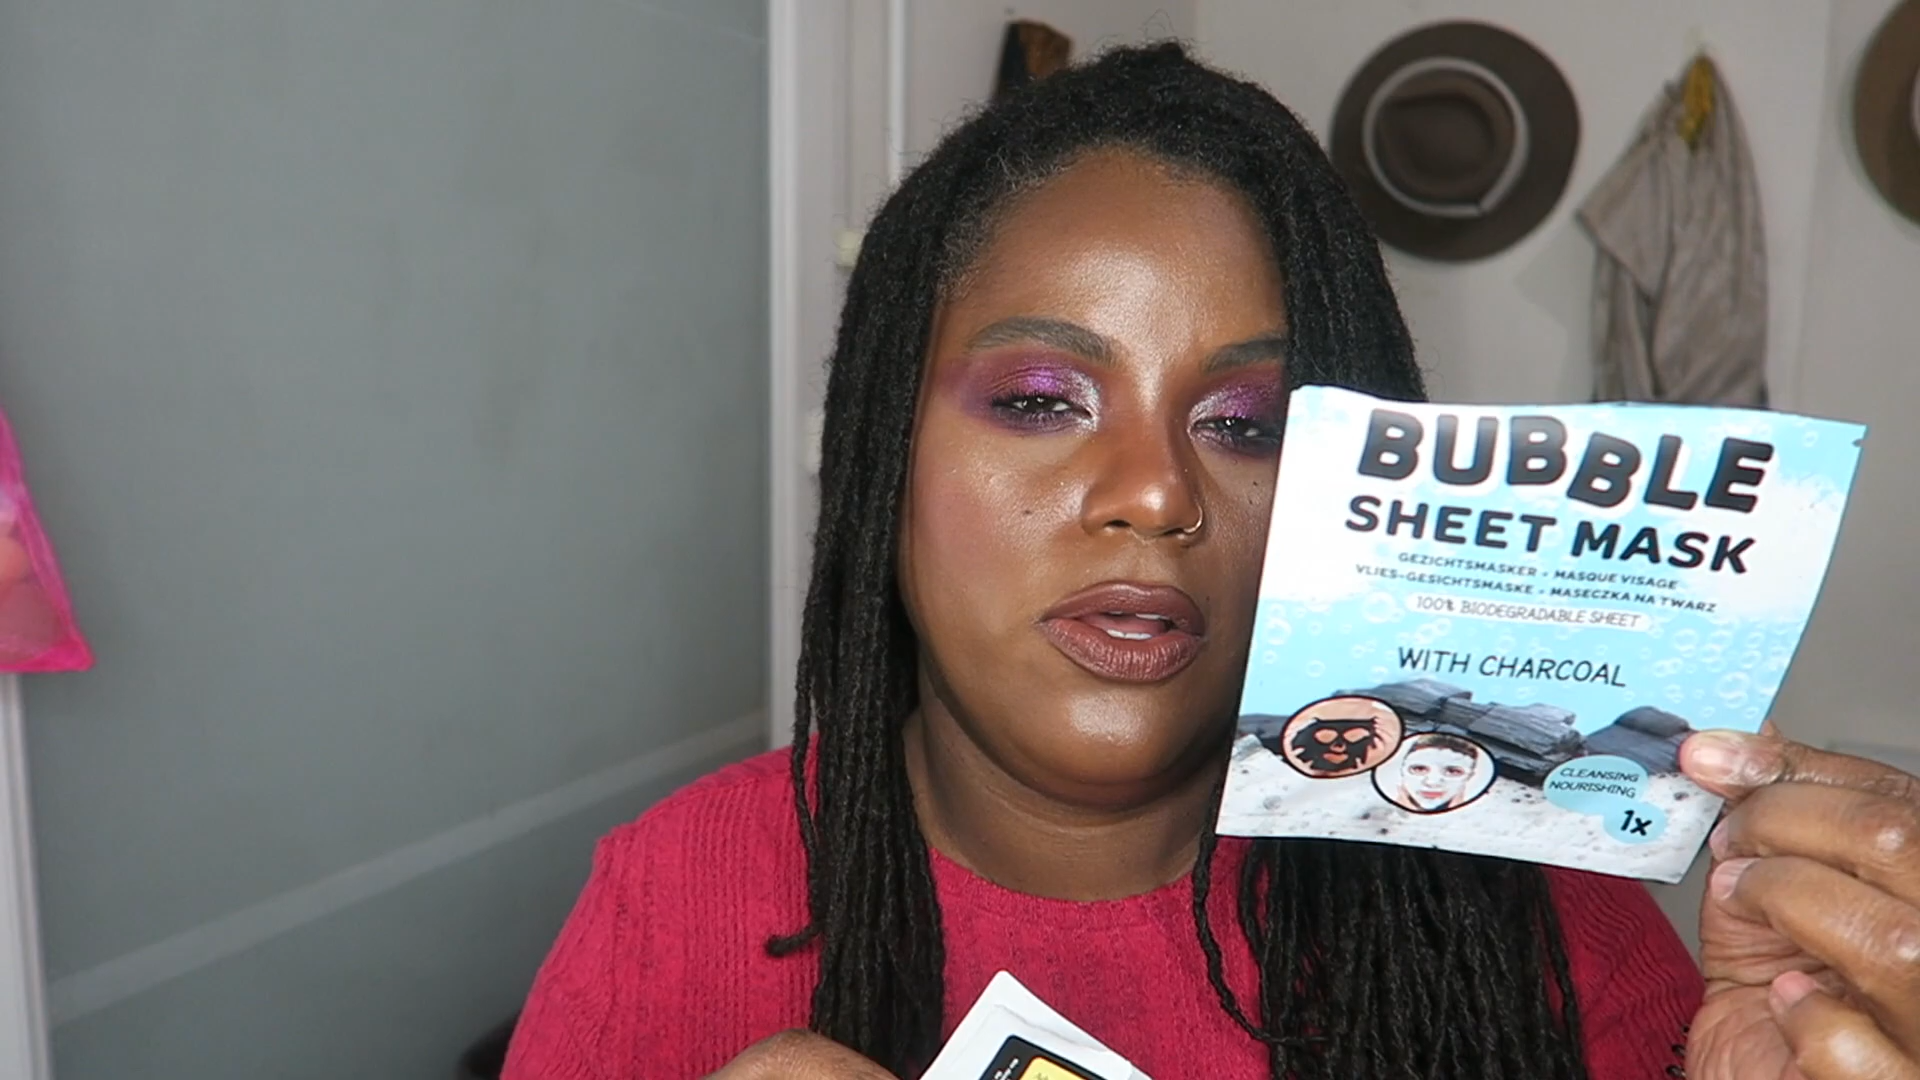 BUBBLE
SHEET MASK
GEZICHTSMASKER - MASQUE VISAGE
VLIES-GESICHTSMASKE - MASECZKA NA TWARZ
100% BIODEGRADABLE SHEET
WITH CHARCOAL
CLEANSING
NOURISHING
1x